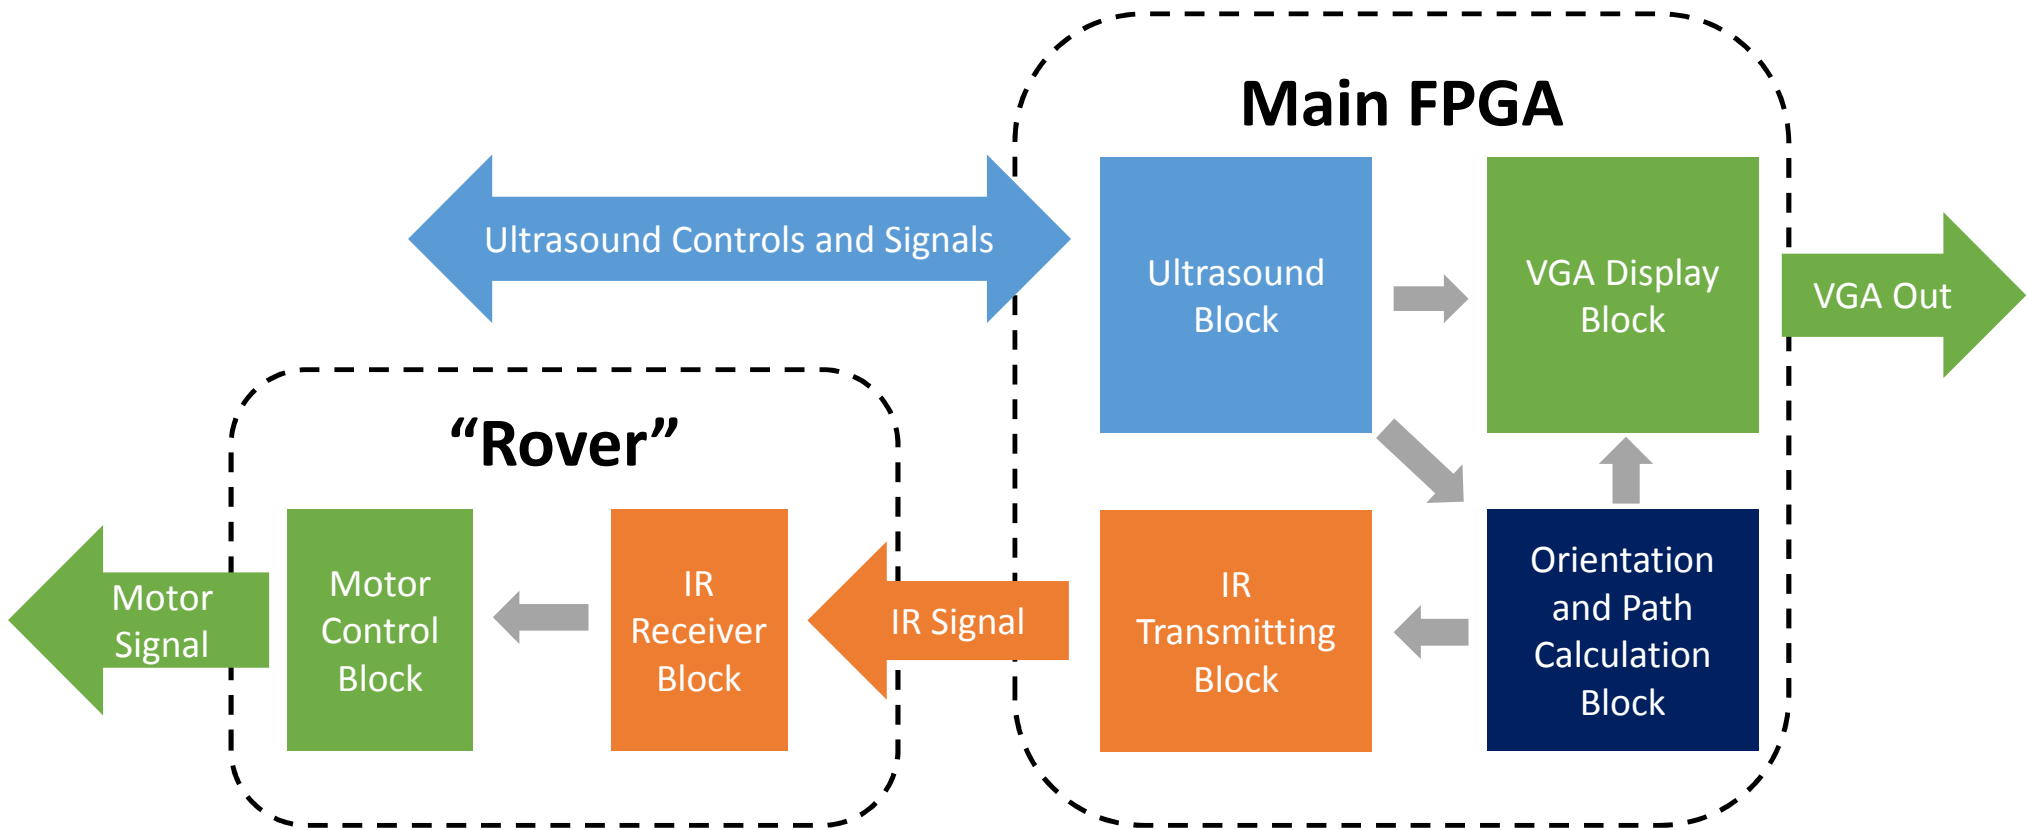 Main FPGA
Ultrasound Controls and Signals
Ultrasound
Block
VGA Display
Block
VGA Out
“Rover”
Motor
Signal
Motor
Control
Block
IR
Receiver
Block
IR Signal
IR
Transmitting
Block
Orientation
and Path
Calculation
Block